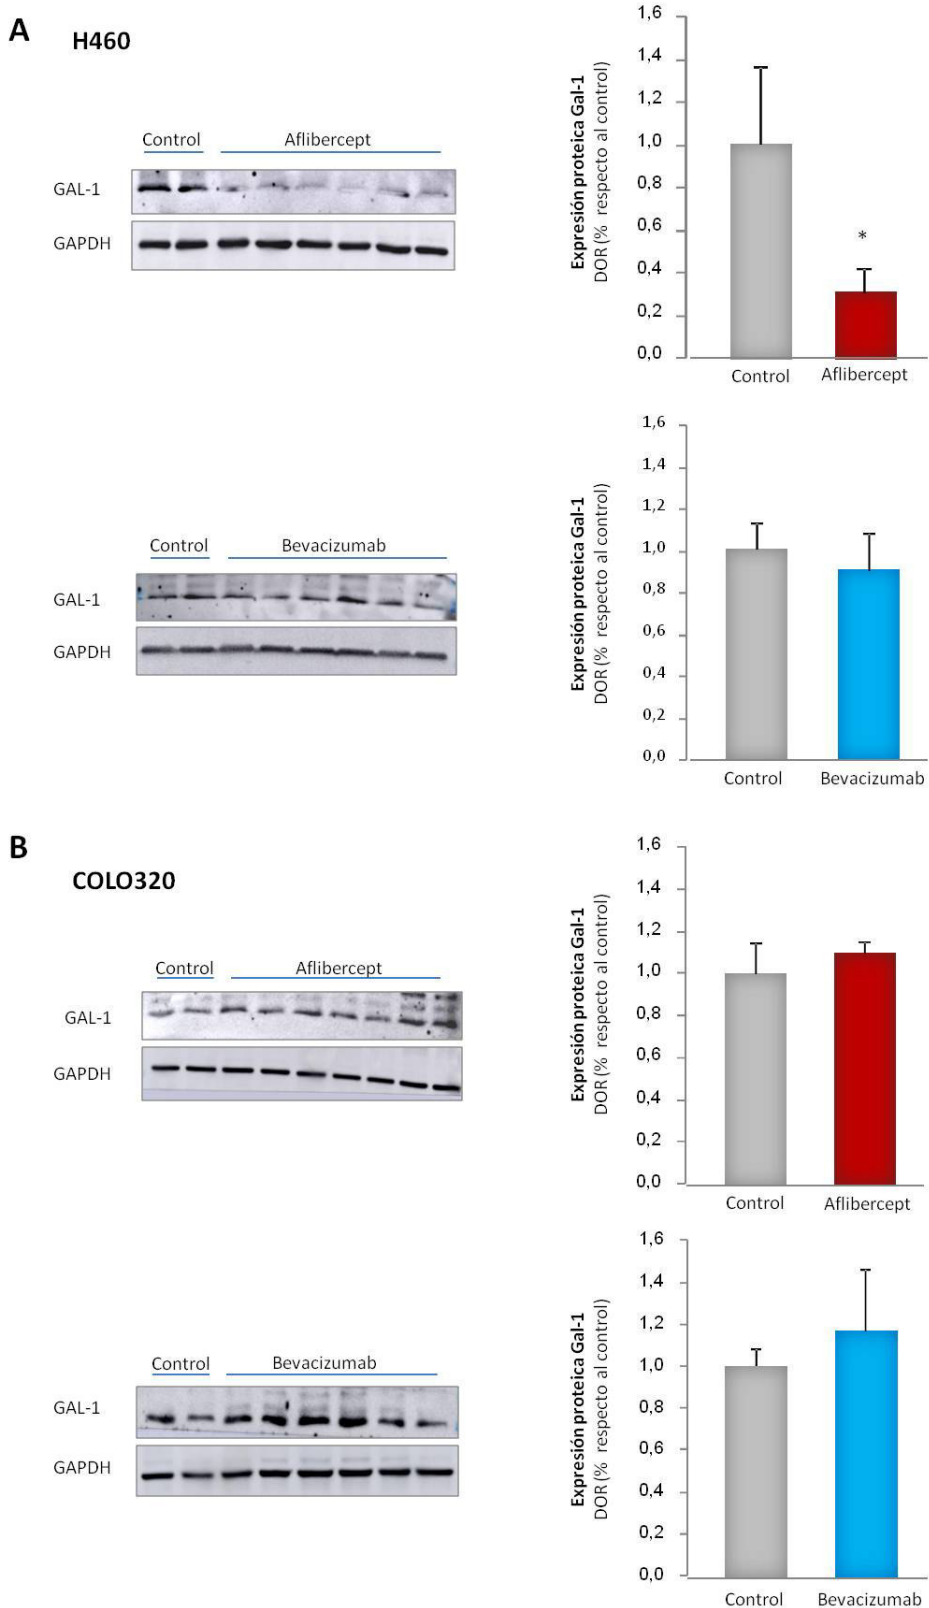 A
H460
Control Aflibercept
GAL-1
GAPDH
Expresión proteica Gal-1
DOR (% respecto al control)
1,6
1,4
1,2
1,0
0,8
0,6
0,4
0,2
0,0
*
Control Aflibercept
Control Bevacizumab
GAL-1
GAPDH
Expresión proteica Gal-1
DOR (% respecto al control)
1,6
1,4
1,2
1,0
0,8
0,6
0,4
0,2
0,0
Control Bevacizumab
B
COLO320
Control Aflibercept
GAL-1
GAPDH
Expresión proteica Gal-1
DOR (% respecto al control)
1,6
1,4
1,2
1,0
0,8
0,6
0,4
0,2
0,0
Control Aflibercept
Control Bevacizumab
GAL-1
GAPDH
Expresión proteica Gal-1
DOR (% respecto al control)
1,6
1,4
1,2
1,0
0,8
0,6
0,4
0,2
0,0
Control Bevacizumab